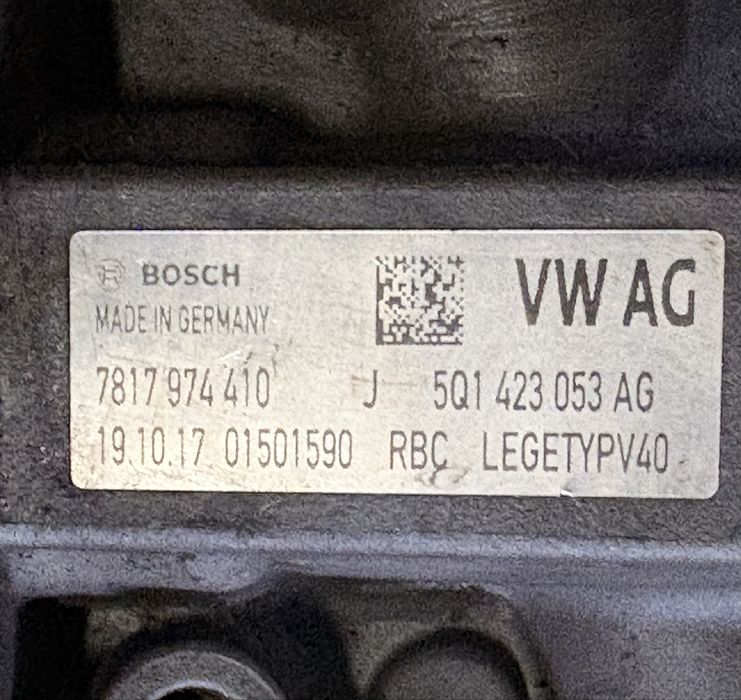 BOSCH VW AG
MADE IN GERMANY
7817 974 410 J 5Q1 423 053 AG
19.10.17 01501590 RBC LEGETYPV40